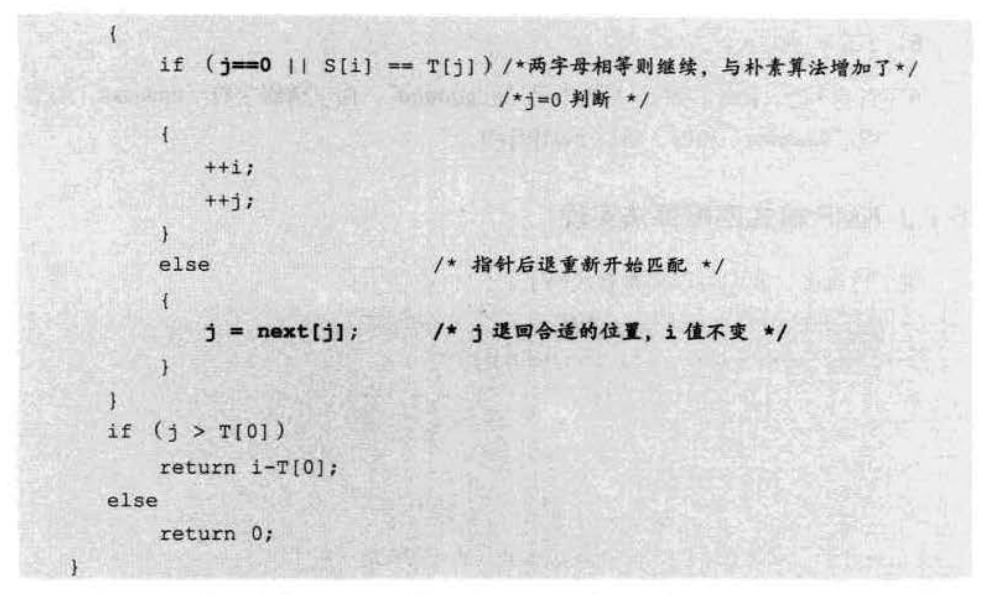 {
if (j==0 || S[i] == T[j]) /*两字母相等则继续，与朴素算法增加了*/
/*j=0 判断 */
{
++i;
++j;
}
else /* 指针后退重新开始匹配 */
{
j = next[j]; /* j 退回合适的位置，i 值不变 */
}
}
if (j > T[0])
return i-T[0];
else
return 0;
}